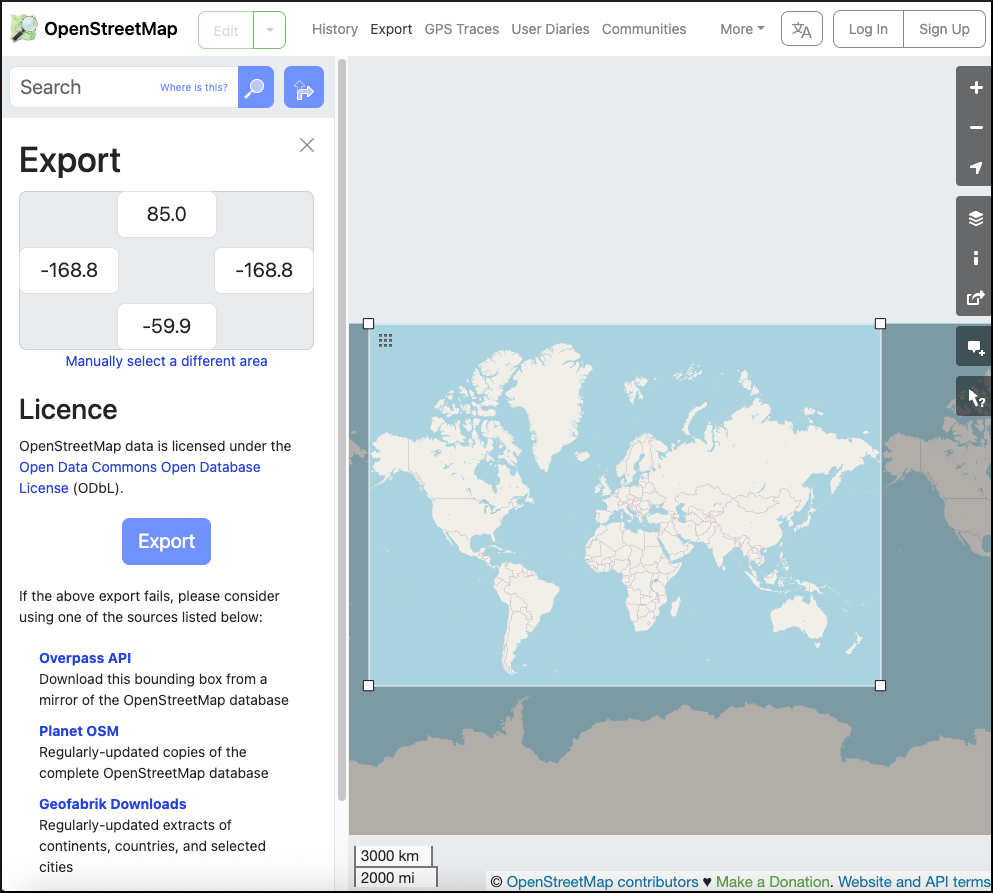 OpenStreetMap
Edit
History Export GPS Traces User Diaries Communities
More
Log In
Sign Up
Search
Where is this?
Export
85.0
-168.8
-168.8
-59.9
Manually select a different area
Licence
OpenStreetMap data is licensed under the
Open Data Commons Open Database
License (ODbL).
Export
If the above export fails, please consider
using one of the sources listed below:
Overpass API
Download this bounding box from a
mirror of the OpenStreetMap database
Planet OSM
Regularly-updated copies of the
complete OpenStreetMap database
Geofabrik Downloads
Regularly-updated extracts of
continents, countries, and selected
cities
3000 km
2000 mi
© OpenStreetMap contributors ♥ Make a Donation. Website and API terms